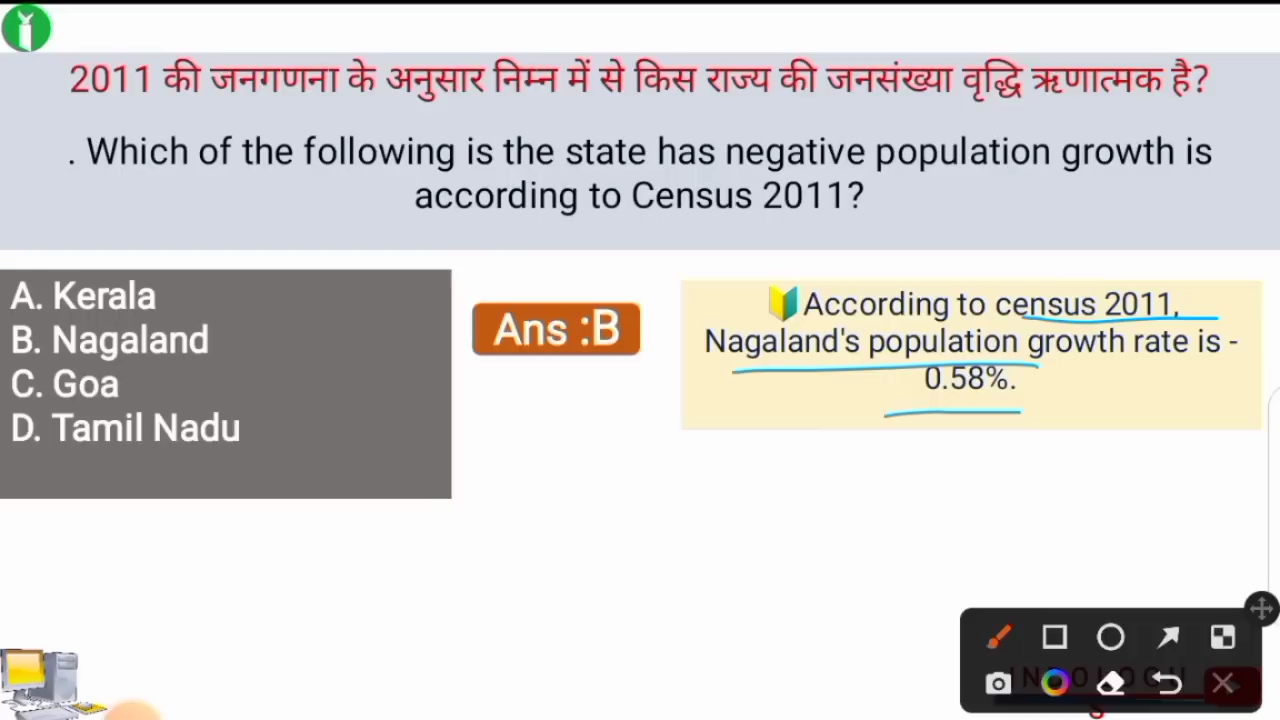 2011 की जनगणना के अनुसार निम्न में से किस राज्य की जनसंख्या वृद्धि ऋणात्मक है?
. Which of the following is the state has negative population growth is
according to Census 2011?
A. Kerala
B. Nagaland
C. Goa
D. Tamil Nadu
Ans :B
According to census 2011,
Nagaland's population growth rate is -
0.58%.